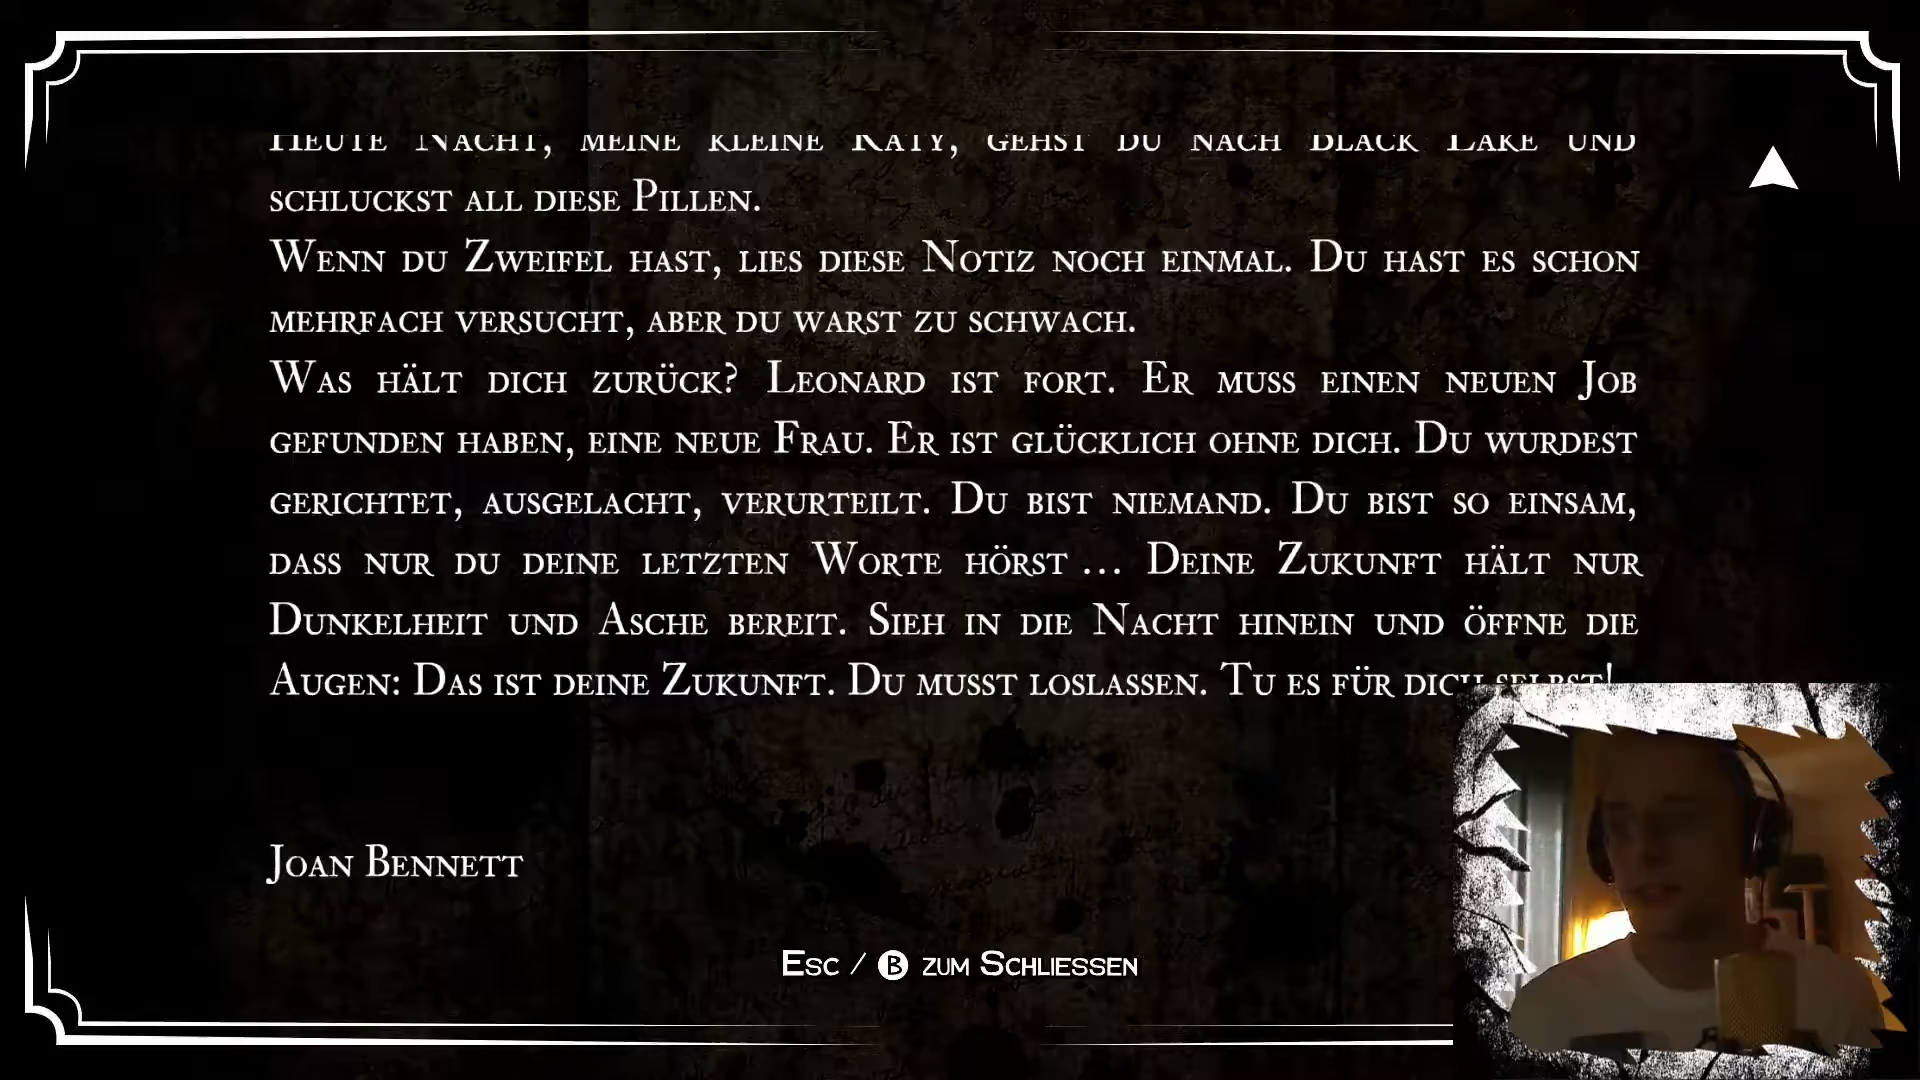 Heute Nacht, meine kleine Katy, gehst du nach Black Lake und
schluckst all diese Pillen.
Wenn du Zweifel hast, lies diese Notiz noch einmal. Du hast es schon
mehrfach versucht, aber du warst zu schwach.
Was hält dich zurück? Leonard ist fort. Er muss einen neuen Job
gefunden haben, eine neue Frau. Er ist glücklich ohne dich. Du wurdest
gerichtet, ausgelacht, verurteilt. Du bist niemand. Du bist so einsam,
dass nur du deine letzten Worte hörst ... Deine Zukunft hält nur
Dunkelheit und Asche bereit. Sieh in die Nacht hinein und öffne die
Augen: Das ist deine Zukunft. Du musst loslassen. Tu es für dich selbst!
Joan Bennett
Esc / B zum Schliessen